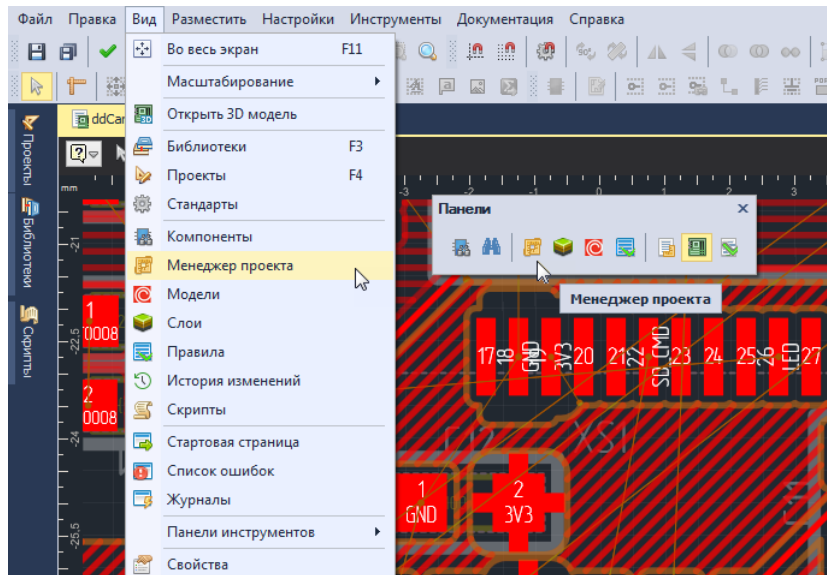 Файл Правка Вид Разместить Настройки Инструменты Документация Справка
Во весь экран F11
Масштабирование
Открыть 3D модель
Библиотеки F3
Проекты F4
Стандарты
Компоненты
Менеджер проекта
Модели
Слои
Правила
История изменений
Скрипты
Стартовая страница
Список ошибок
Журналы
Панели инструментов
Свойства
Проекты
Библиотеки
Скрипты
ddCar
mm
-3 -2 -1 0 1 2 3
-21
-22,5
-24
-25,5
Панели
Менеджер проекта
1
0008
2
0008
17 18 GND 3V3 20 21 22 SD_CMD 23 24 25 26 LED 27
XS1
1
GND
2
3V3